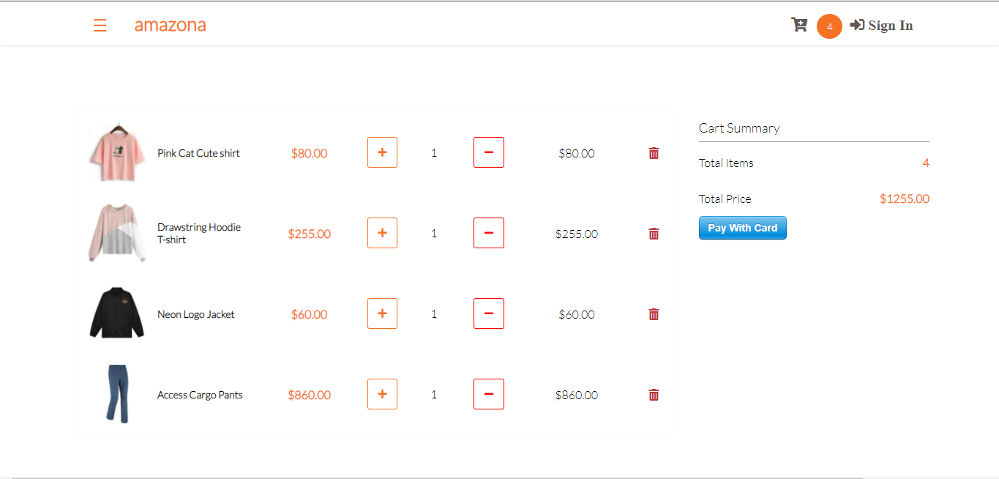 amazona
4
Sign In
Pink Cat Cute shirt $80.00 + 1 − $80.00
Drawstring Hoodie
T-shirt $255.00 + 1 − $255.00
Neon Logo Jacket $60.00 + 1 − $60.00
Access Cargo Pants $860.00 + 1 − $860.00
Cart Summary
Total Items 4
Total Price $1255.00
Pay With Card